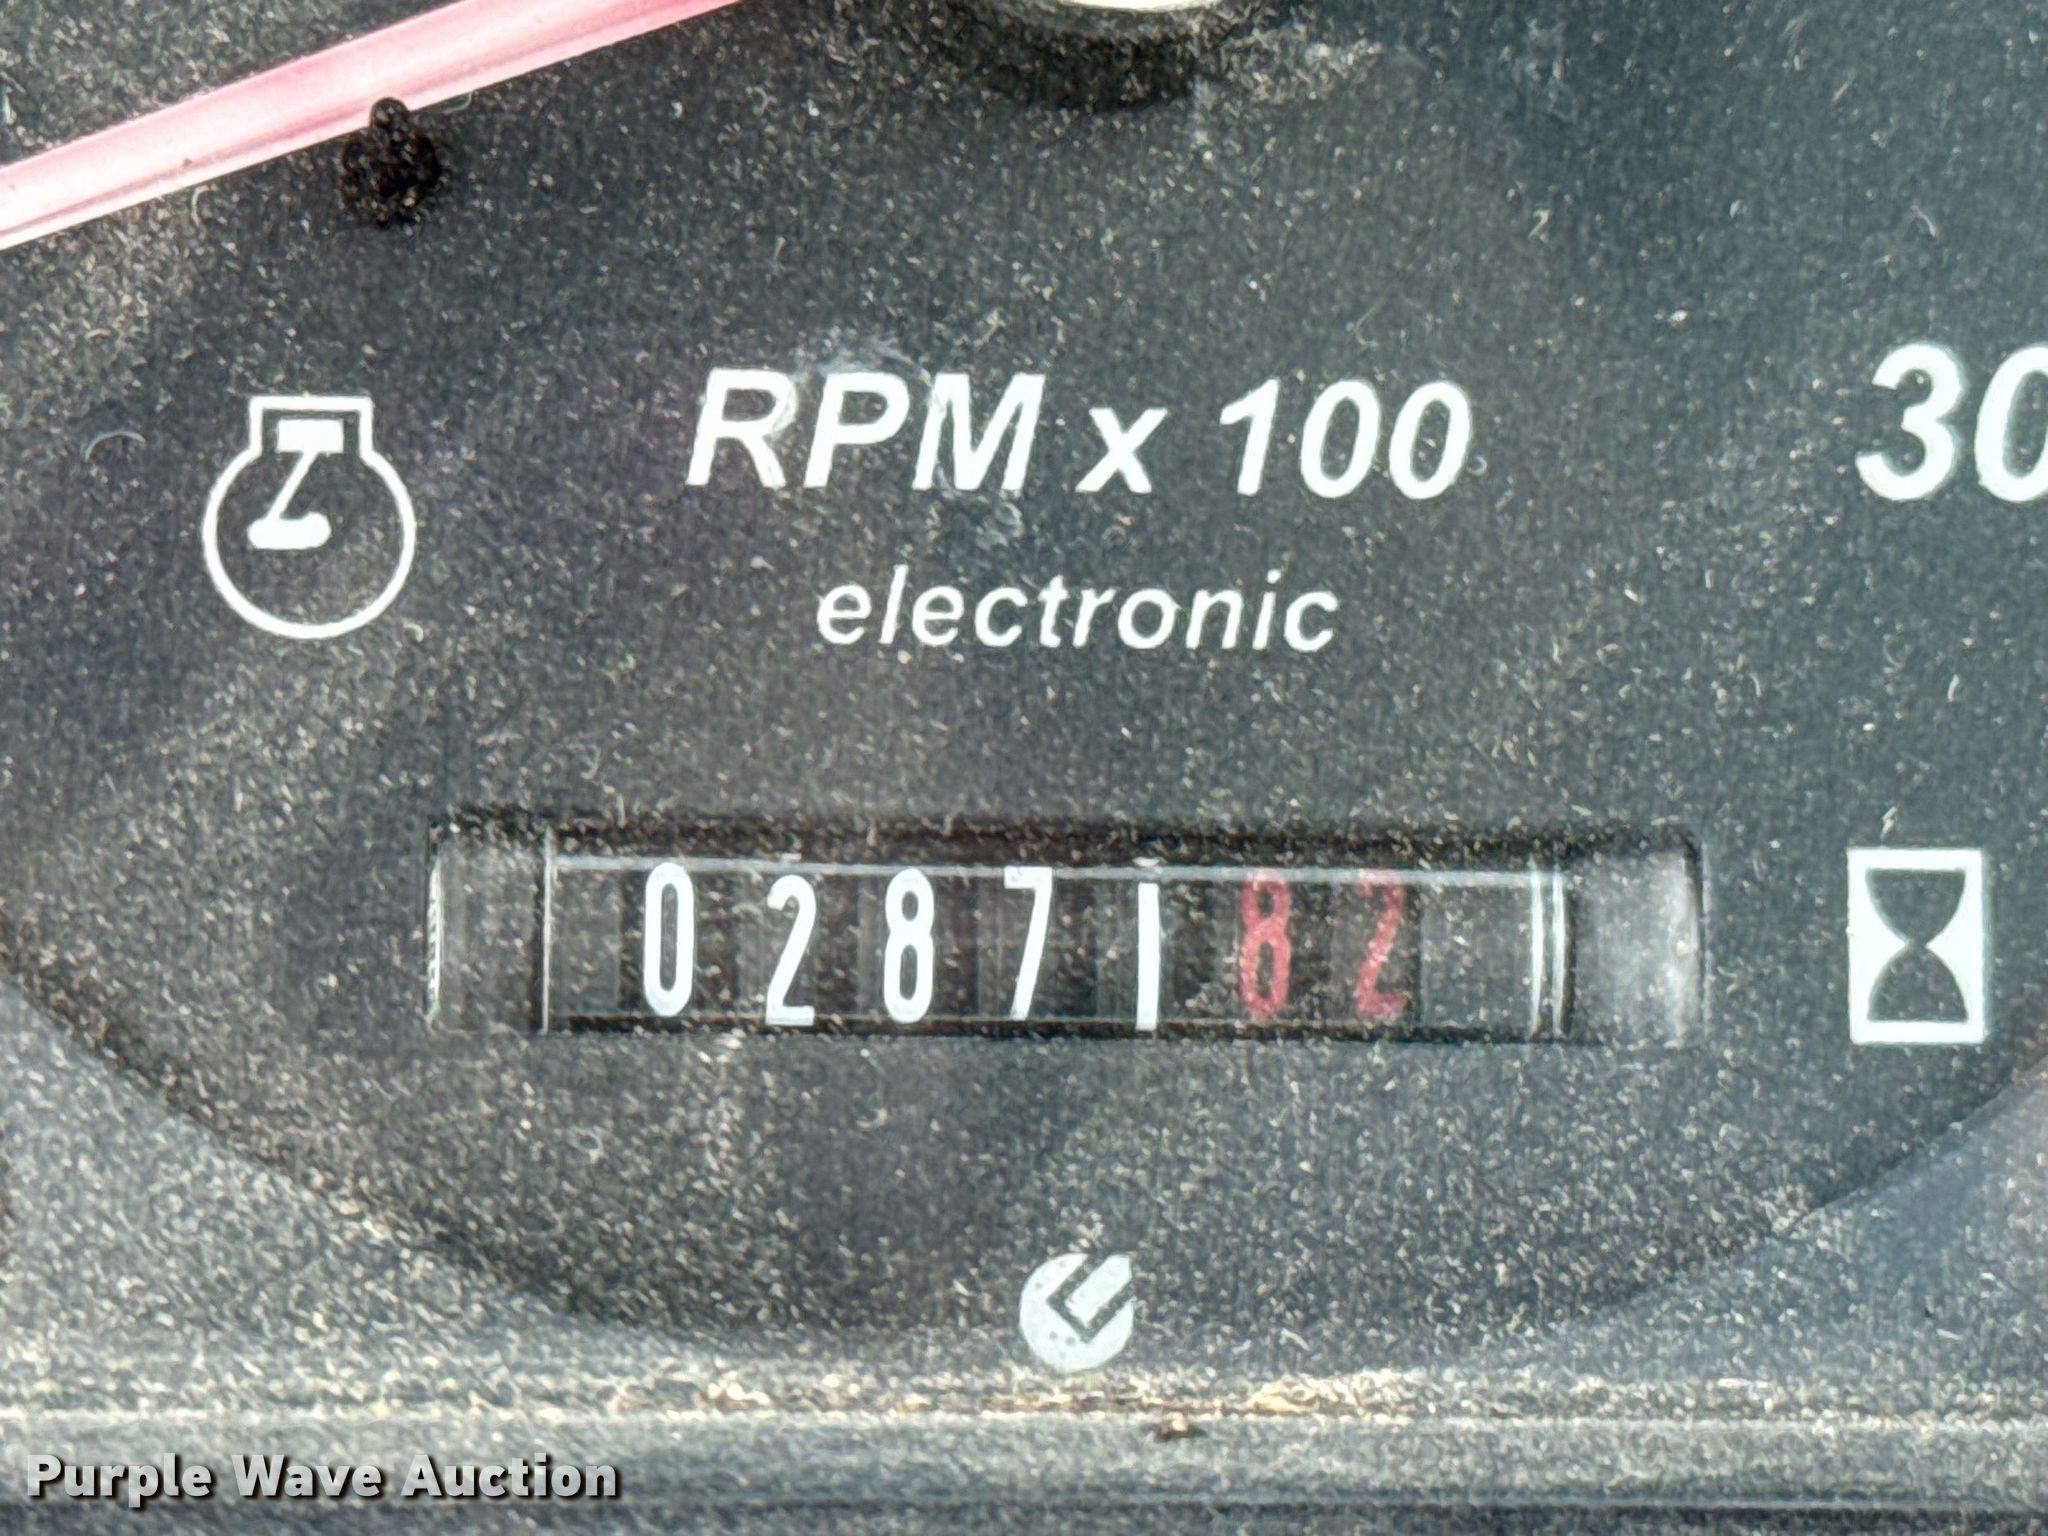 RPM x 100
30
electronic
0287182
Purple Wave Auction